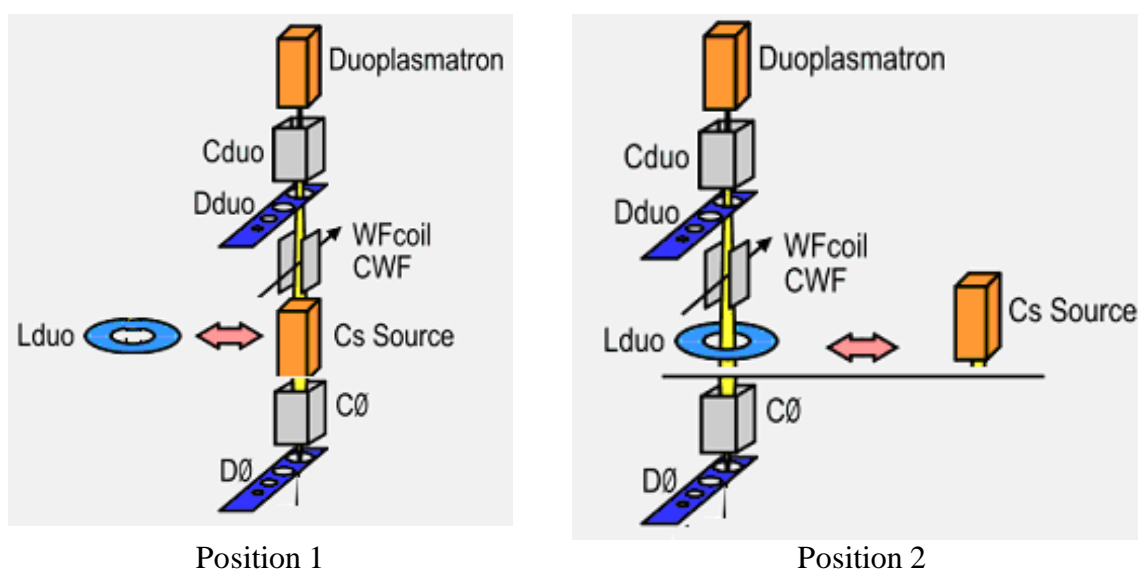 Duoplasmatron
Cduo
Dduo
WFcoil
CWF
Lduo
Cs Source
CØ
DØ
Position 1
Duoplasmatron
Cduo
Dduo
WFcoil
CWF
Lduo
Cs Source
CØ
DØ
Position 2